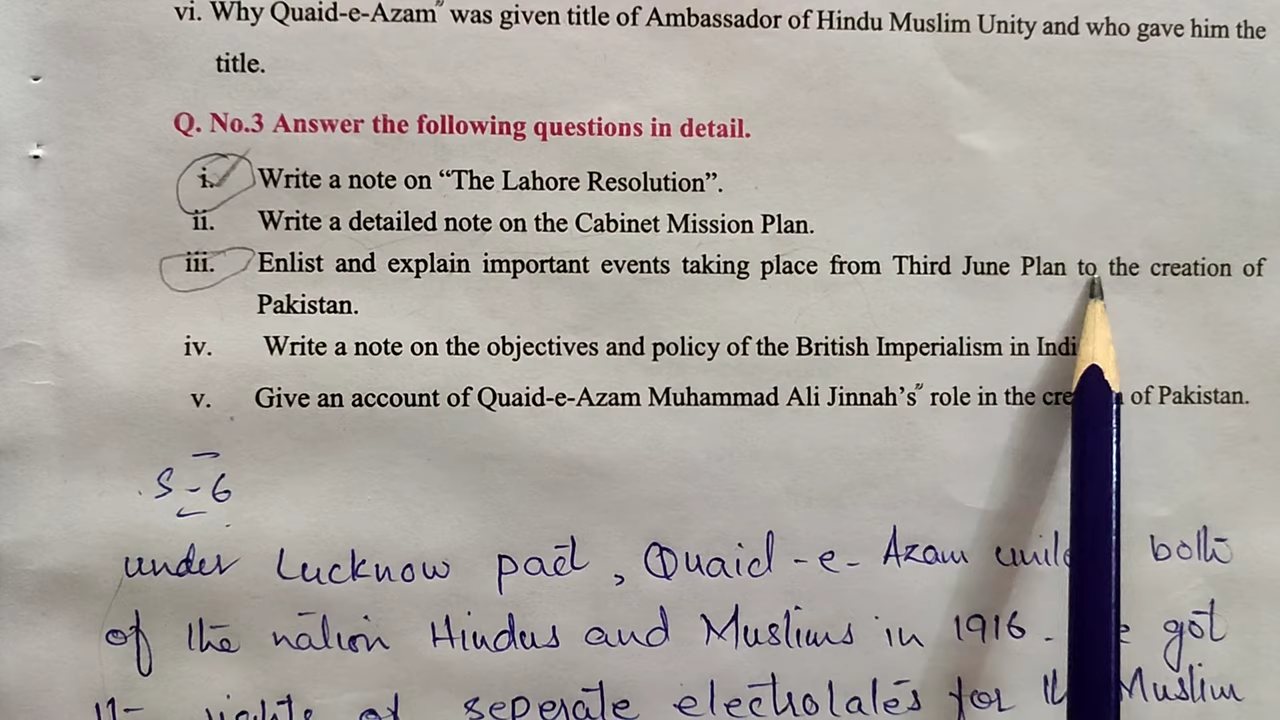 vi. Why Quaid-e-Azam" was given title of Ambassador of Hindu Muslim Unity and who gave him the
title.
Q. No.3 Answer the following questions in detail.
i. Write a note on “The Lahore Resolution”.
ii. Write a detailed note on the Cabinet Mission Plan.
iii. Enlist and explain important events taking place from Third June Plan to the creation of
Pakistan.
iv. Write a note on the objectives and policy of the British Imperialism in Indi
v. Give an account of Quaid-e-Azam Muhammad Ali Jinnah’s" role in the cre of Pakistan.
S-6
under Lucknow pact, Quaid-e-Azam both
of the nation Hindus and Muslims in 1916. got
of seperate electrolates for Muslim